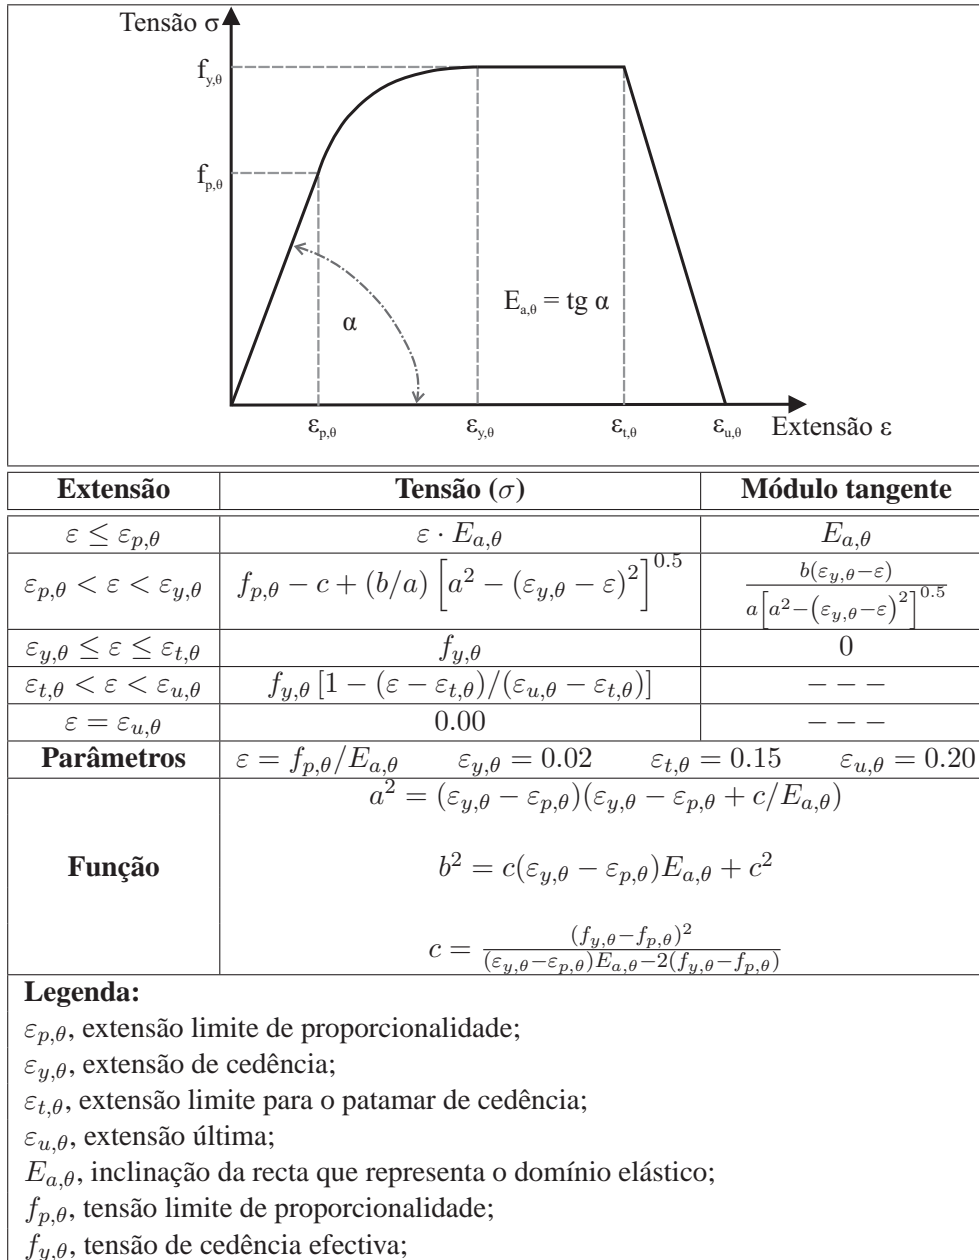 Tensão σ
f_{y,θ}
f_{p,θ}
E_{a,θ} = tg α
α
ε_{p,θ} ε_{y,θ} ε_{t,θ} ε_{u,θ} Extensão ε
Extensão Tensão (σ) Módulo tangente
ε ≤ ε_{p,θ} ε · E_{a,θ} E_{a,θ}
ε_{p,θ} < ε < ε_{y,θ} f_{p,θ} − c + (b/a) [a² − (ε_{y,θ} − ε)²]^{0.5} b(ε_{y,θ}−ε) / a[a²−(ε_{y,θ}−ε)²]^{0.5}
ε_{y,θ} ≤ ε ≤ ε_{t,θ} f_{y,θ} 0
ε_{t,θ} < ε < ε_{u,θ} f_{y,θ} [1 − (ε − ε_{t,θ})/(ε_{u,θ} − ε_{t,θ})] − − −
ε = ε_{u,θ} 0.00 − − −
Parâmetros ε = f_{p,θ}/E_{a,θ} ε_{y,θ} = 0.02 ε_{t,θ} = 0.15 ε_{u,θ} = 0.20
a² = (ε_{y,θ} − ε_{p,θ})(ε_{y,θ} − ε_{p,θ} + c/E_{a,θ})
Função b² = c(ε_{y,θ} − ε_{p,θ})E_{a,θ} + c²
c = (f_{y,θ}−f_{p,θ})² / (ε_{y,θ}−ε_{p,θ})E_{a,θ}−2(f_{y,θ}−f_{p,θ})
Legenda:
ε_{p,θ}, extensão limite de proporcionalidade;
ε_{y,θ}, extensão de cedência;
ε_{t,θ}, extensão limite para o patamar de cedência;
ε_{u,θ}, extensão última;
E_{a,θ}, inclinação da recta que representa o domínio elástico;
f_{p,θ}, tensão limite de proporcionalidade;
f_{y,θ}, tensão de cedência efectiva;